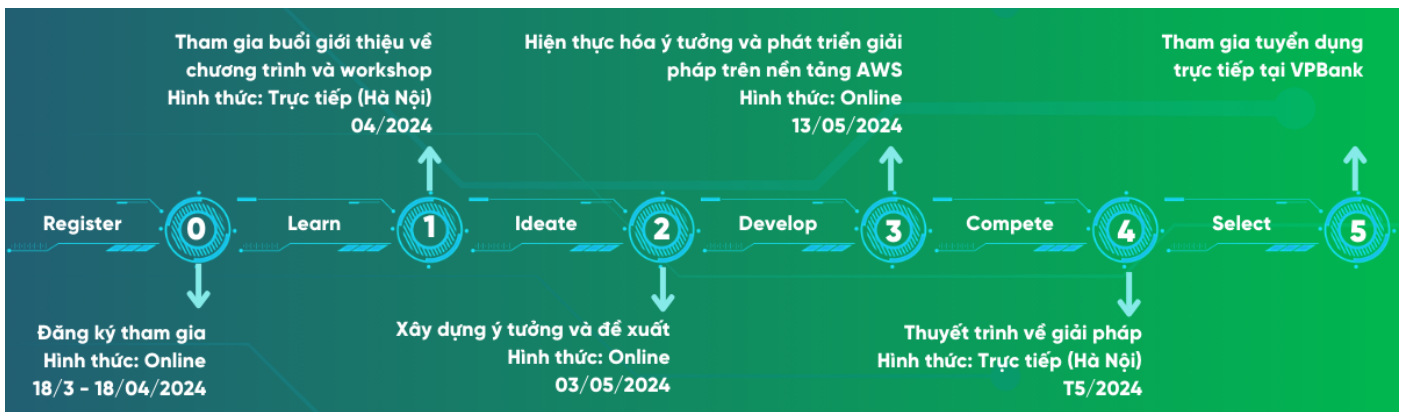 Tham gia buổi giới thiệu về
chương trình và workshop
Hình thức: Trực tiếp (Hà Nội)
04/2024
Hiện thực hóa ý tưởng và phát triển giải
pháp trên nền tảng AWS
Hình thức: Online
13/05/2024
Tham gia tuyển dụng
trực tiếp tại VPBank
Register
0
Learn
1
Ideate
2
Develop
3
Compete
4
Select
5
Đăng ký tham gia
Hình thức: Online
18/3 - 18/04/2024
Xây dựng ý tưởng và đề xuất
Hình thức: Online
03/05/2024
Thuyết trình về giải pháp
Hình thức: Trực tiếp (Hà Nội)
T5/2024